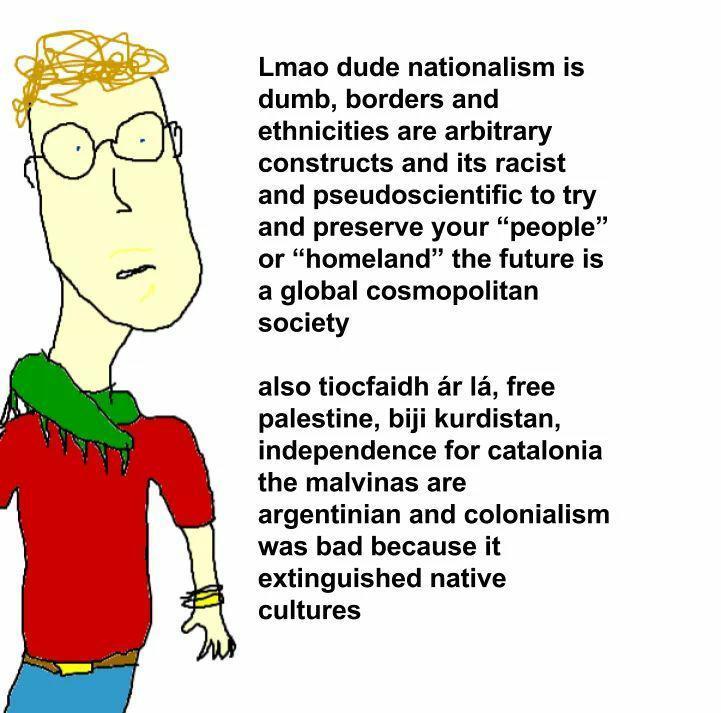 Lmao dude nationalism is
dumb, borders and
ethnicities are arbitrary
constructs and its racist
and pseudoscientific to try
and preserve your “people”
or “homeland” the future is
a global cosmopolitan
society
also tiocfaidh ár lá, free
palestine, biji kurdistan,
independence for catalonia
the malvinas are
argentinian and colonialism
was bad because it
extinguished native
cultures